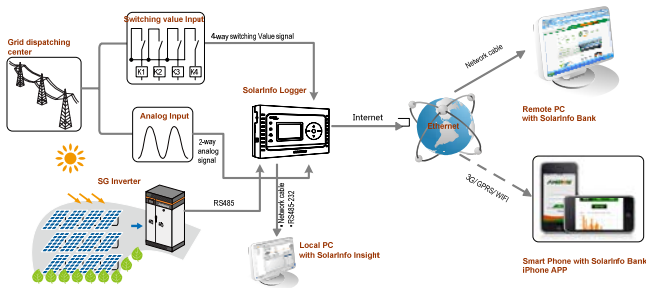 Switching value Input
4-way switching Value signal
Grid dispatching
center
K1 K2 K3 K4
Analog Input
2-way
analog
signal
SolarInfo Logger
Internet
Ethernet
Network cable
Remote PC
with SolarInfo Bank
3G/GPRS/WIFI
SG Inverter
RS485
• Network cable
• RS485-232
Local PC
with SolarInfo Insight
Smart Phone with SolarInfo Bank
iPhone APP